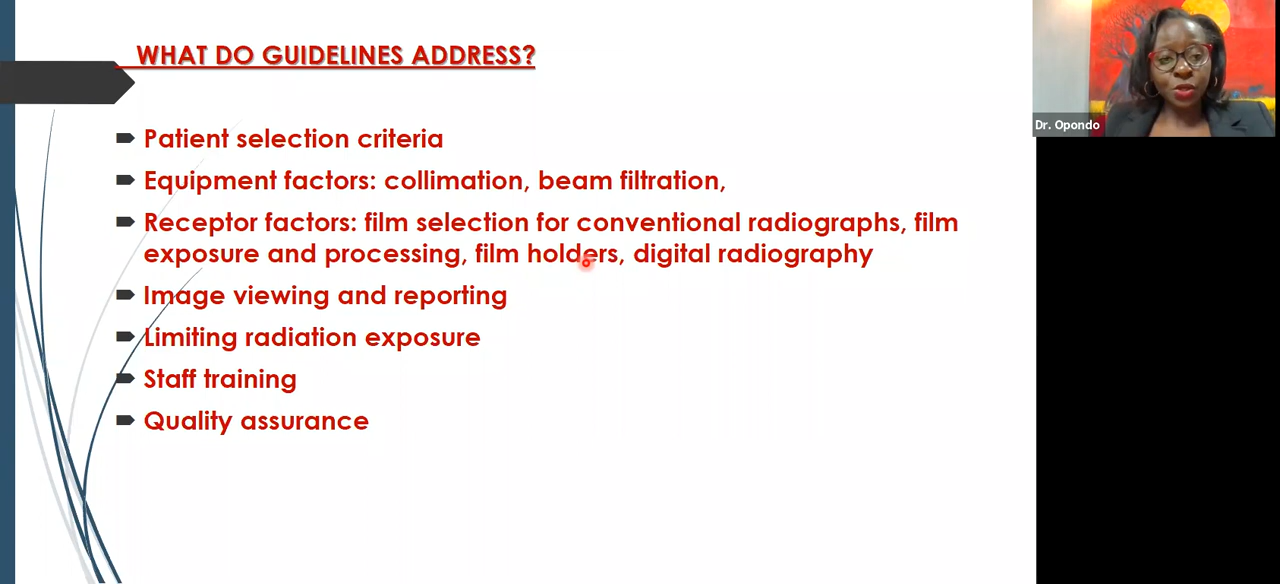 WHAT DO GUIDELINES ADDRESS?
Patient selection criteria
Equipment factors: collimation, beam filtration,
Receptor factors: film selection for conventional radiographs, film
exposure and processing, film holders, digital radiography
Image viewing and reporting
Limiting radiation exposure
Staff training
Quality assurance
Dr. Opondo